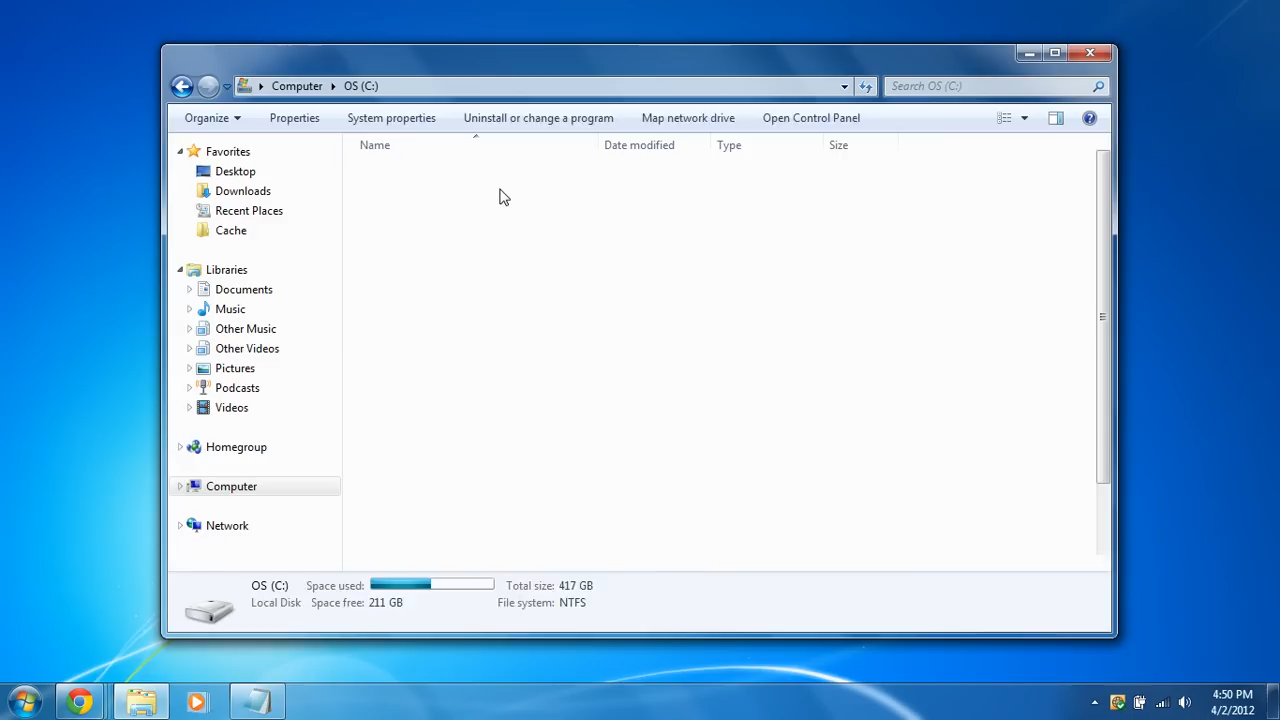 Computer OS (C:)
Search OS (C:)
Organize Properties System properties Uninstall or change a program Map network drive Open Control Panel
Name Date modified Type Size
Favorites
Desktop
Downloads
Recent Places
Cache
Libraries
Documents
Music
Other Music
Other Videos
Pictures
Podcasts
Videos
Homegroup
Computer
Network
OS (C:) Space used: Total size: 417 GB
Local Disk Space free: 211 GB File system: NTFS
4:50 PM
4/2/2012